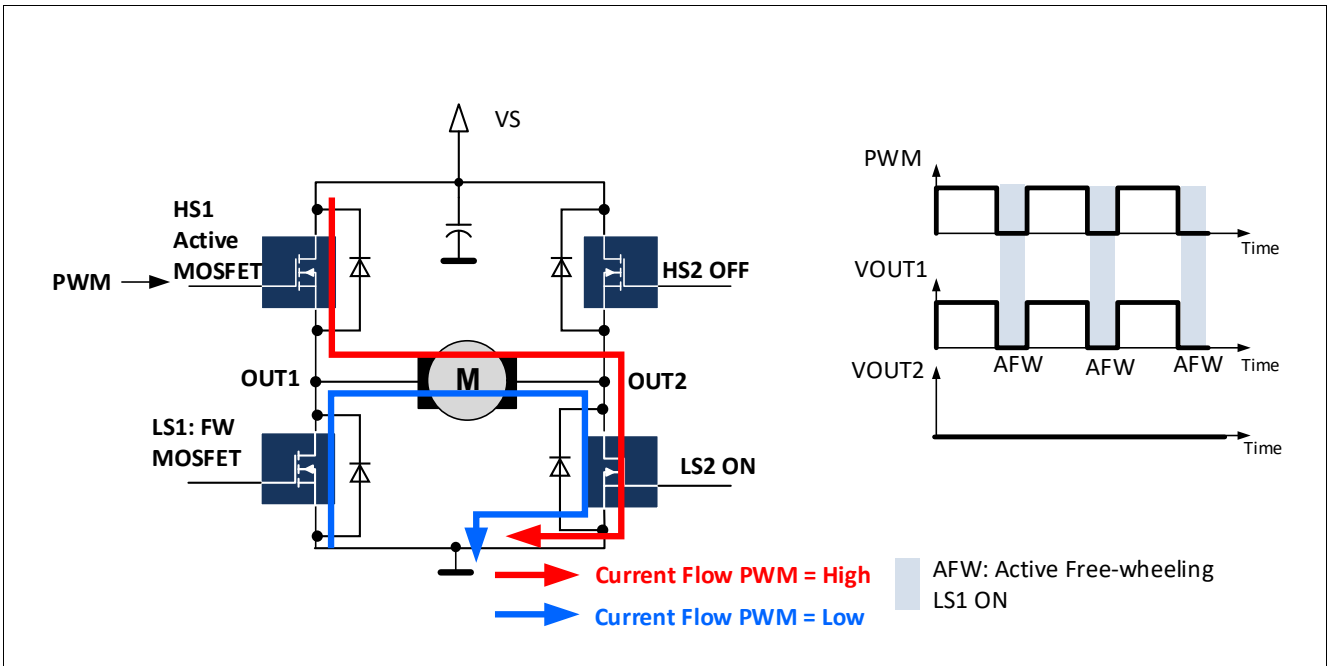 VS
HS1
Active
MOSFET
PWM
HS2 OFF
OUT1
M
OUT2
LS1: FW
MOSFET
LS2 ON
Current Flow PWM = High
Current Flow PWM = Low
PWM
Time
VOUT1
AFW
AFW
AFW
Time
VOUT2
Time
AFW: Active Free-wheeling
LS1 ON